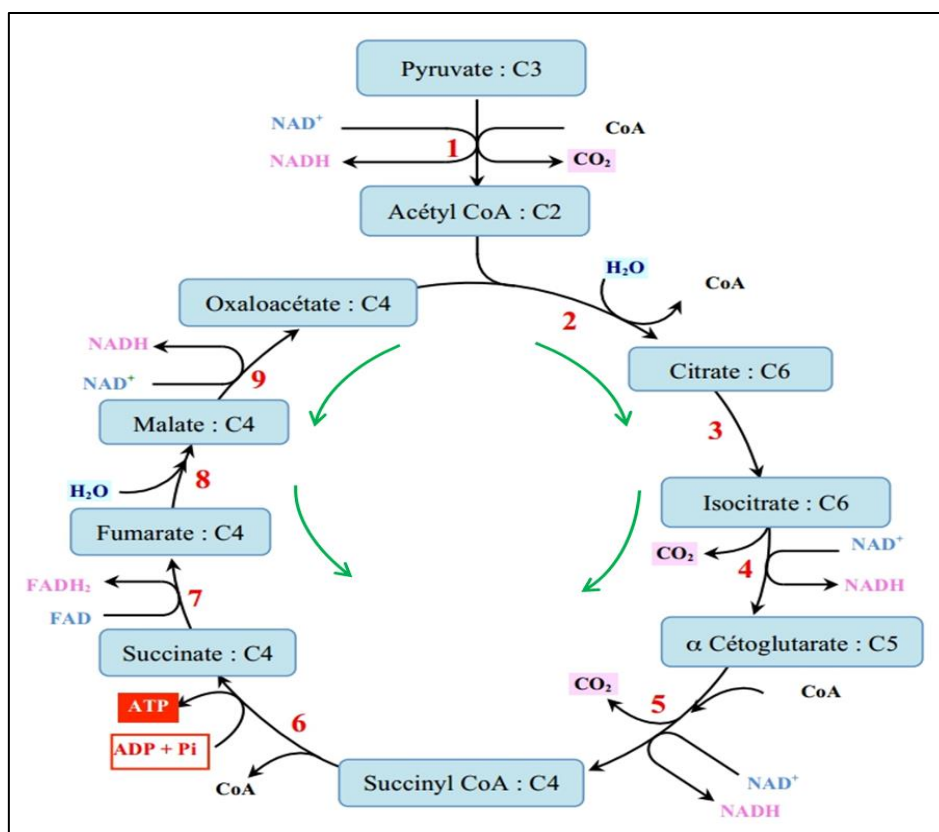 Pyruvate : C3
NAD⁺
CoA
NADH
1
CO₂
Acétyl CoA : C2
H₂O
CoA
Oxaloacétate : C4
2
NADH
Citrate : C6
NAD⁺
9
Malate : C4
3
8
H₂O
Isocitrate : C6
Fumarate : C4
CO₂
NAD⁺
4
FADH₂
NADH
7
FAD
α Cétoglutarate : C5
Succinate : C4
CO₂
CoA
5
ATP
6
ADP + Pi
Succinyl CoA : C4
CoA
NAD⁺
NADH